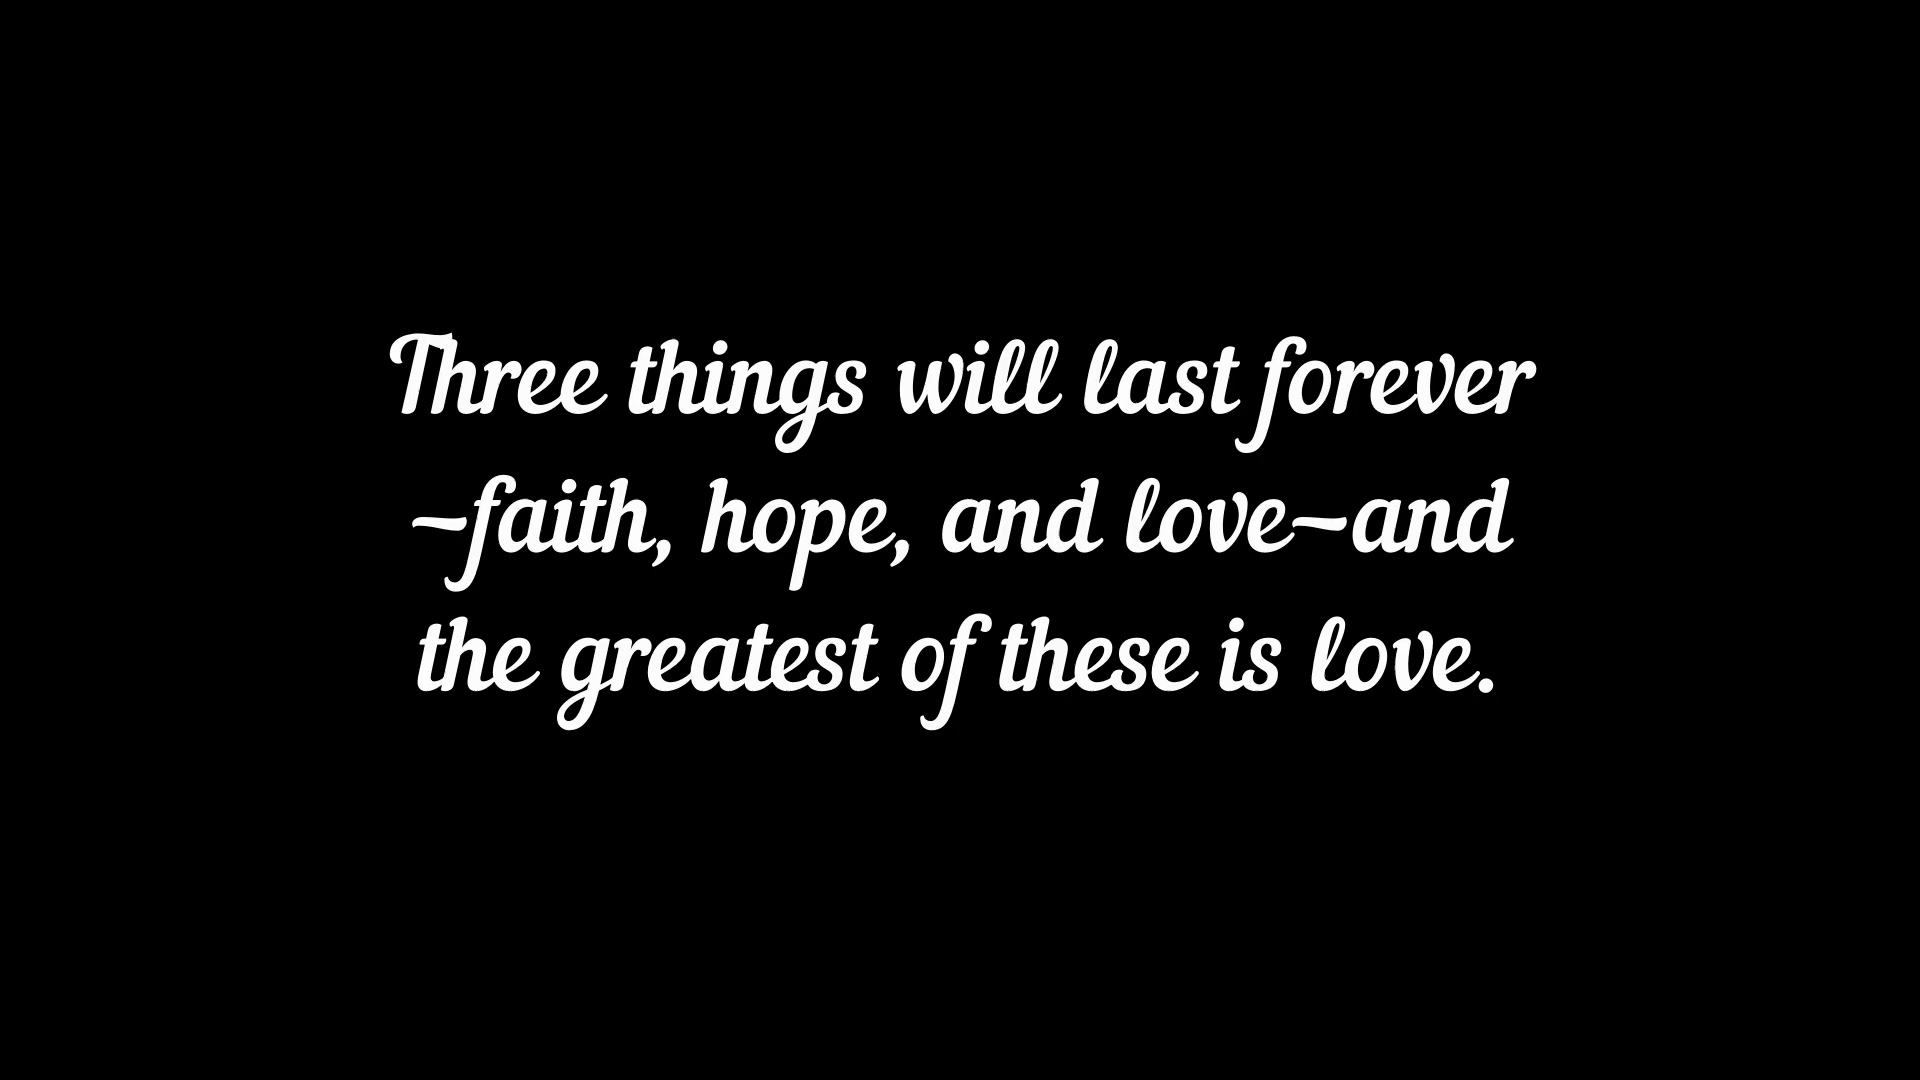 Three things will last forever
—faith, hope, and love—and
the greatest of these is love.